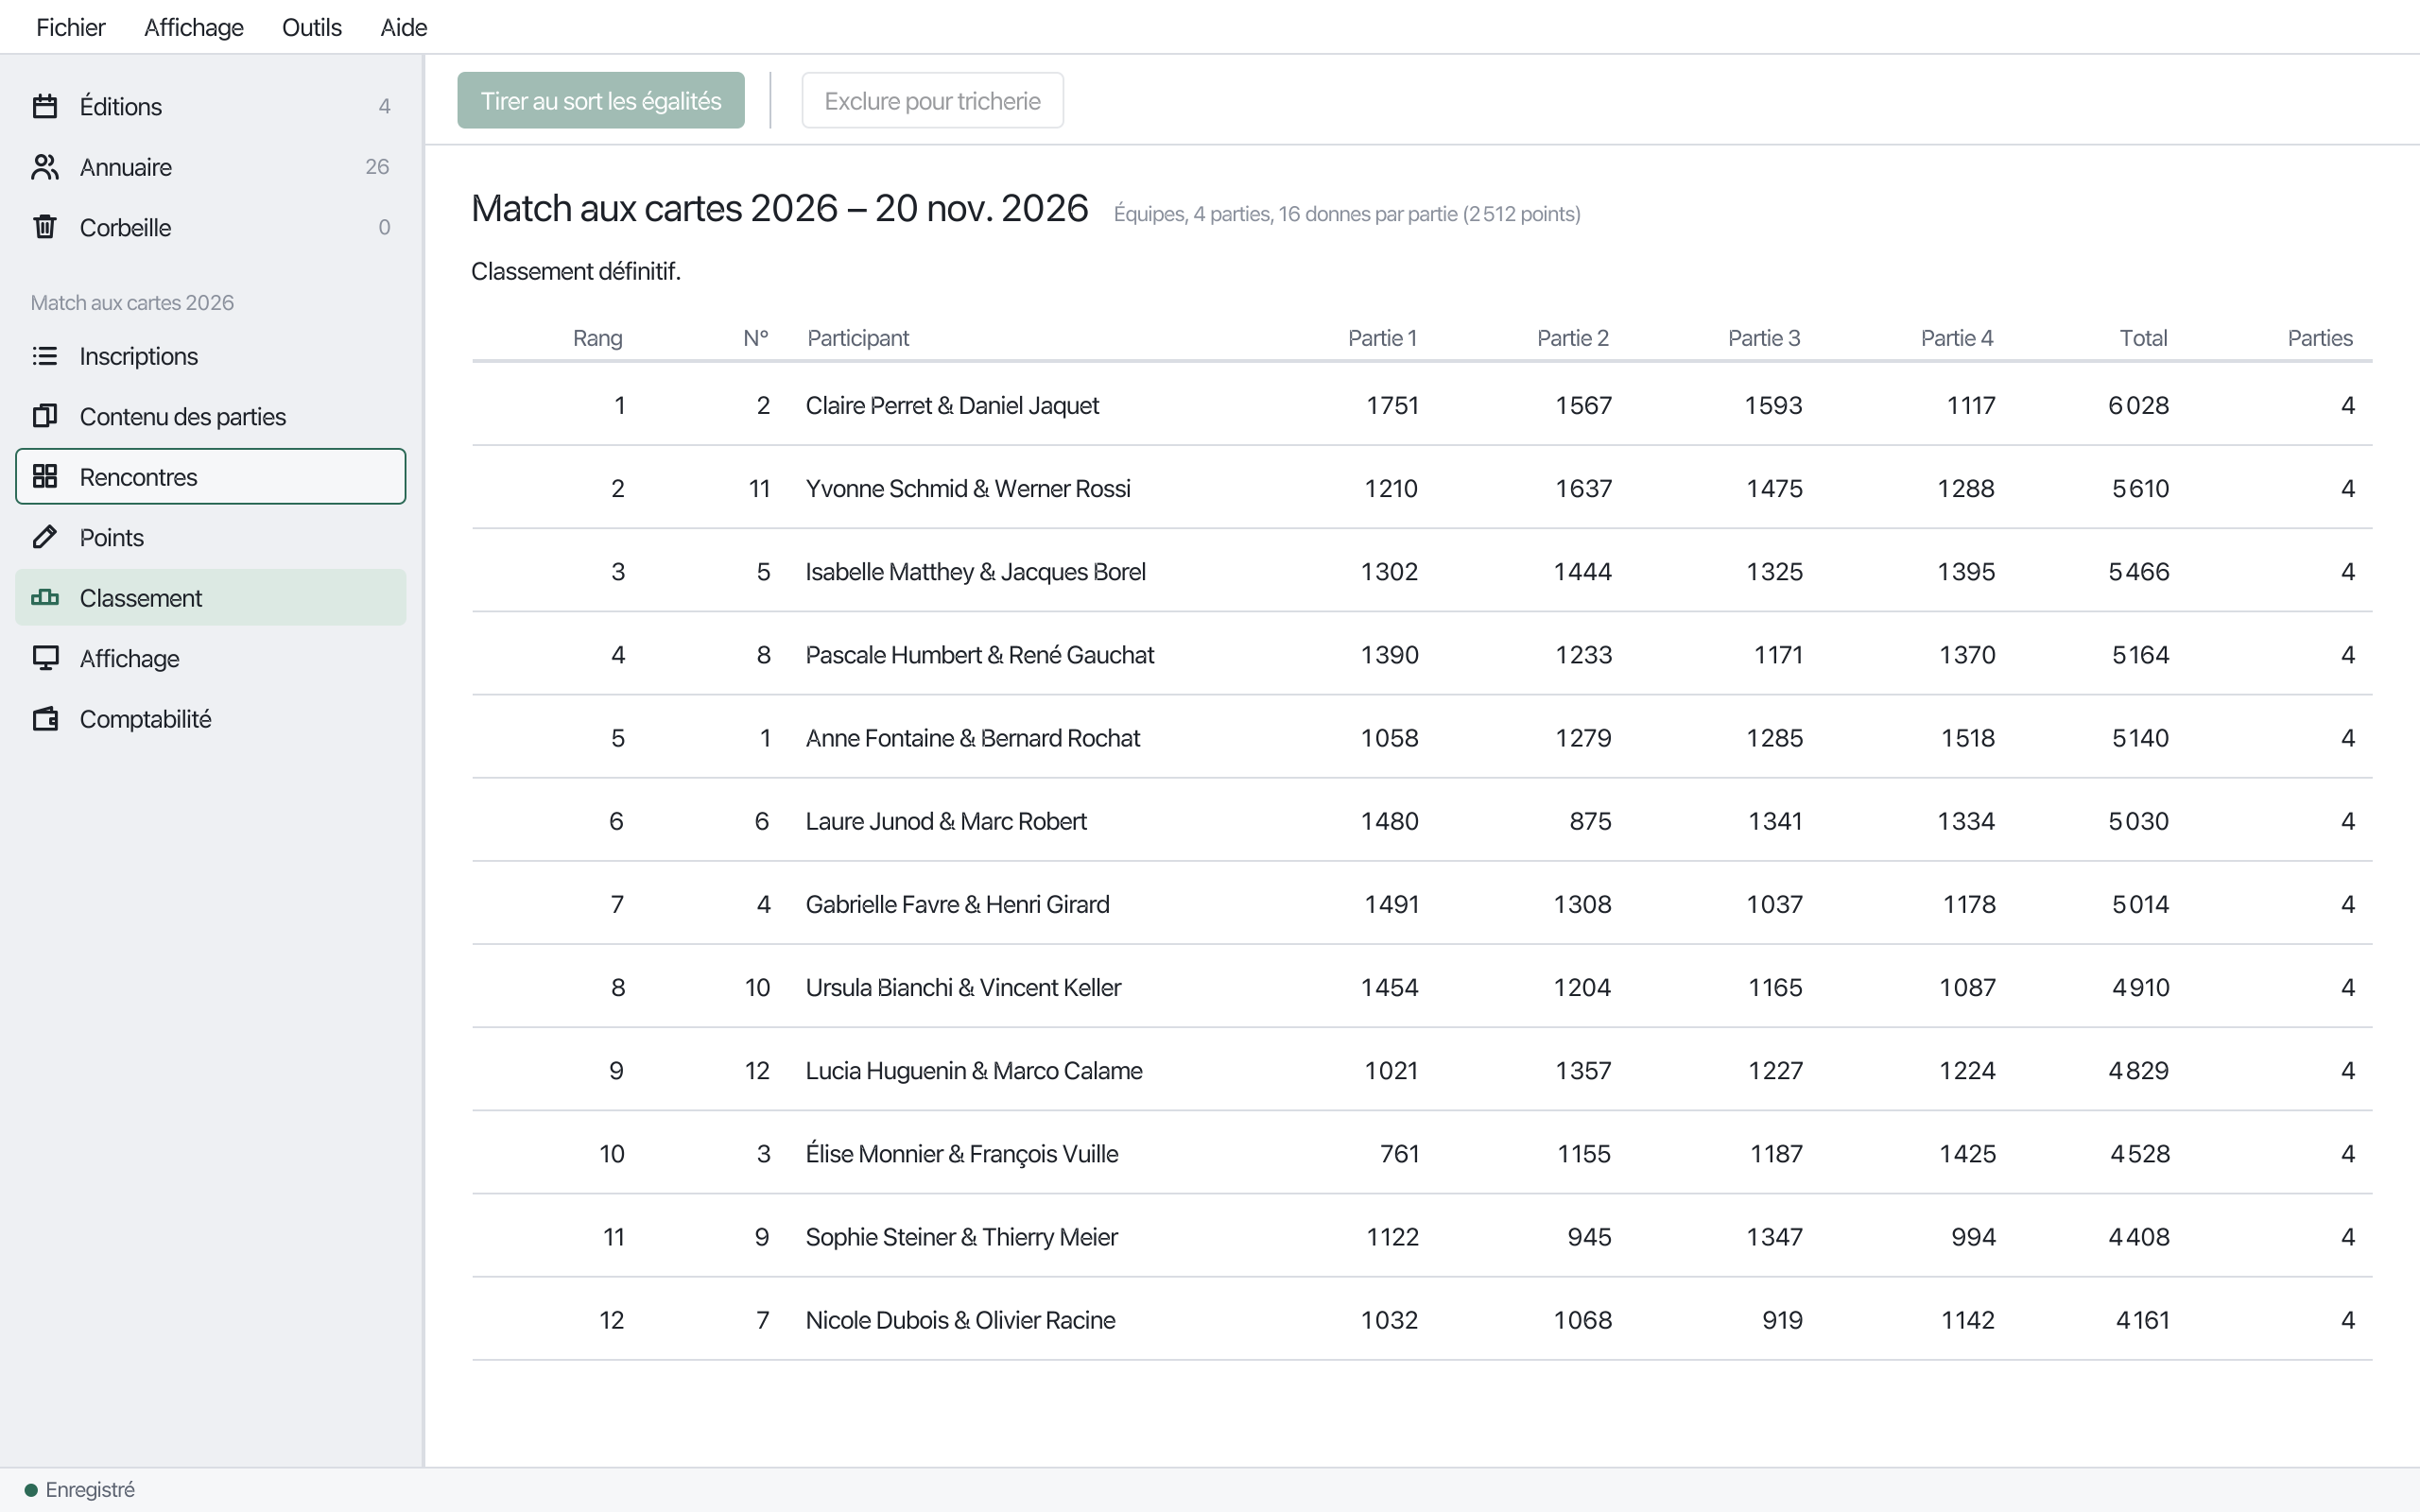 Fichier Affichage Outils Aide
Éditions 4
Annuaire 26
Corbeille 0
Match aux cartes 2026
Inscriptions
Contenu des parties
Rencontres
Points
Classement
Affichage
Comptabilité
Tirer au sort les égalités Exclure pour tricherie
Match aux cartes 2026 – 20 nov. 2026 Équipes, 4 parties, 16 donnes par partie (2 512 points)
Classement définitif.
Rang N° Participant Partie 1 Partie 2 Partie 3 Partie 4 Total Parties
1 2 Claire Perret & Daniel Jaquet 1751 1567 1593 1117 6 028 4
2 11 Yvonne Schmid & Werner Rossi 1210 1637 1475 1288 5 610 4
3 5 Isabelle Matthey & Jacques Borel 1302 1444 1325 1395 5 466 4
4 8 Pascale Humbert & René Gauchat 1390 1233 1171 1370 5 164 4
5 1 Anne Fontaine & Bernard Rochat 1058 1279 1285 1518 5 140 4
6 6 Laure Junod & Marc Robert 1480 875 1341 1334 5 030 4
7 4 Gabrielle Favre & Henri Girard 1491 1308 1037 1178 5 014 4
8 10 Ursula Bianchi & Vincent Keller 1454 1204 1165 1087 4 910 4
9 12 Lucia Huguenin & Marco Calame 1021 1357 1227 1224 4 829 4
10 3 Élise Monnier & François Vuille 761 1155 1187 1425 4 528 4
11 9 Sophie Steiner & Thierry Meier 1122 945 1347 994 4 408 4
12 7 Nicole Dubois & Olivier Racine 1032 1068 919 1142 4 161 4
Enregistré